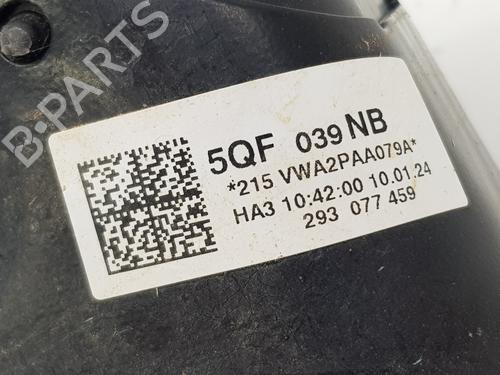 B-PARTS
5QF 039 NB
*215 VWA2PAA079A*
HA3 10:42:00 10.01.24
293 077 459